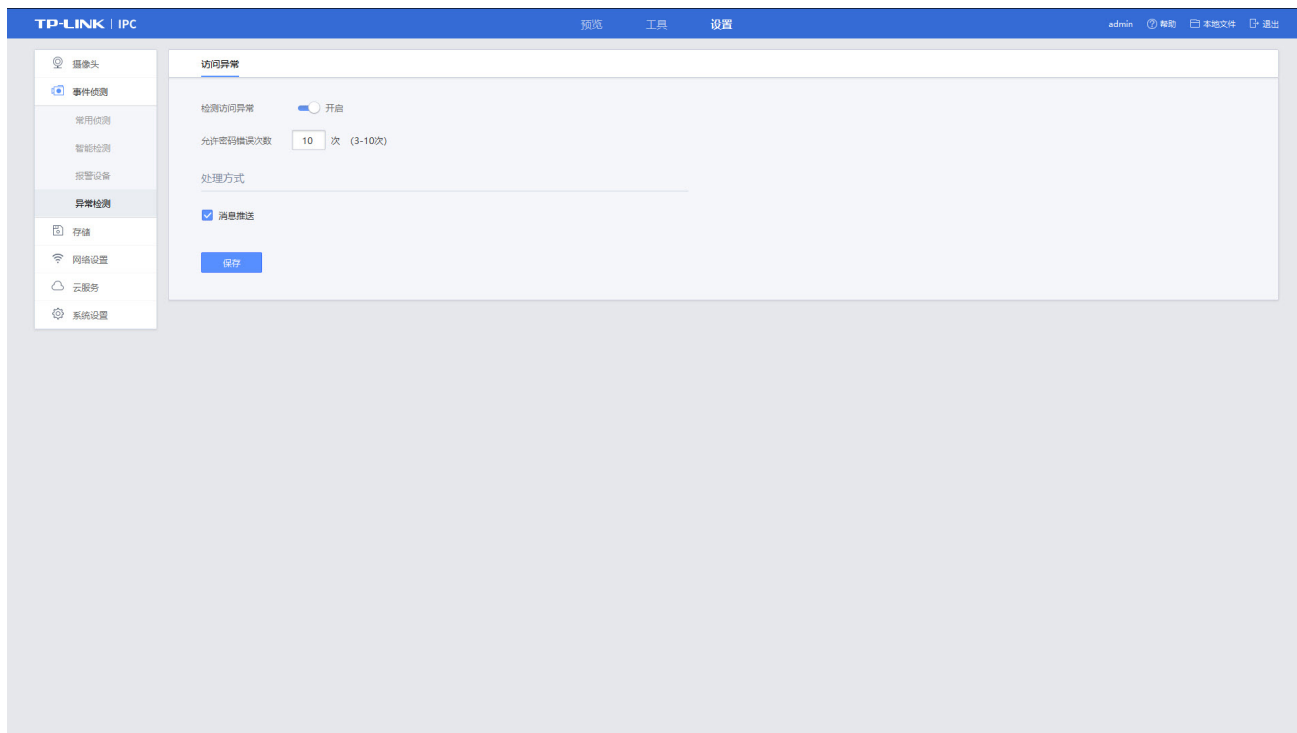 TP-LINK | IPC
预览 工具 设置
admin 帮助 本地文件 退出
摄像头
事件侦测
常用侦测
智能检测
报警设备
异常检测
存储
网络设置
云服务
系统设置
访问异常
检测访问异常 开启
允许密码错误次数 10 次 (3-10次)
处理方式
消息推送
保存